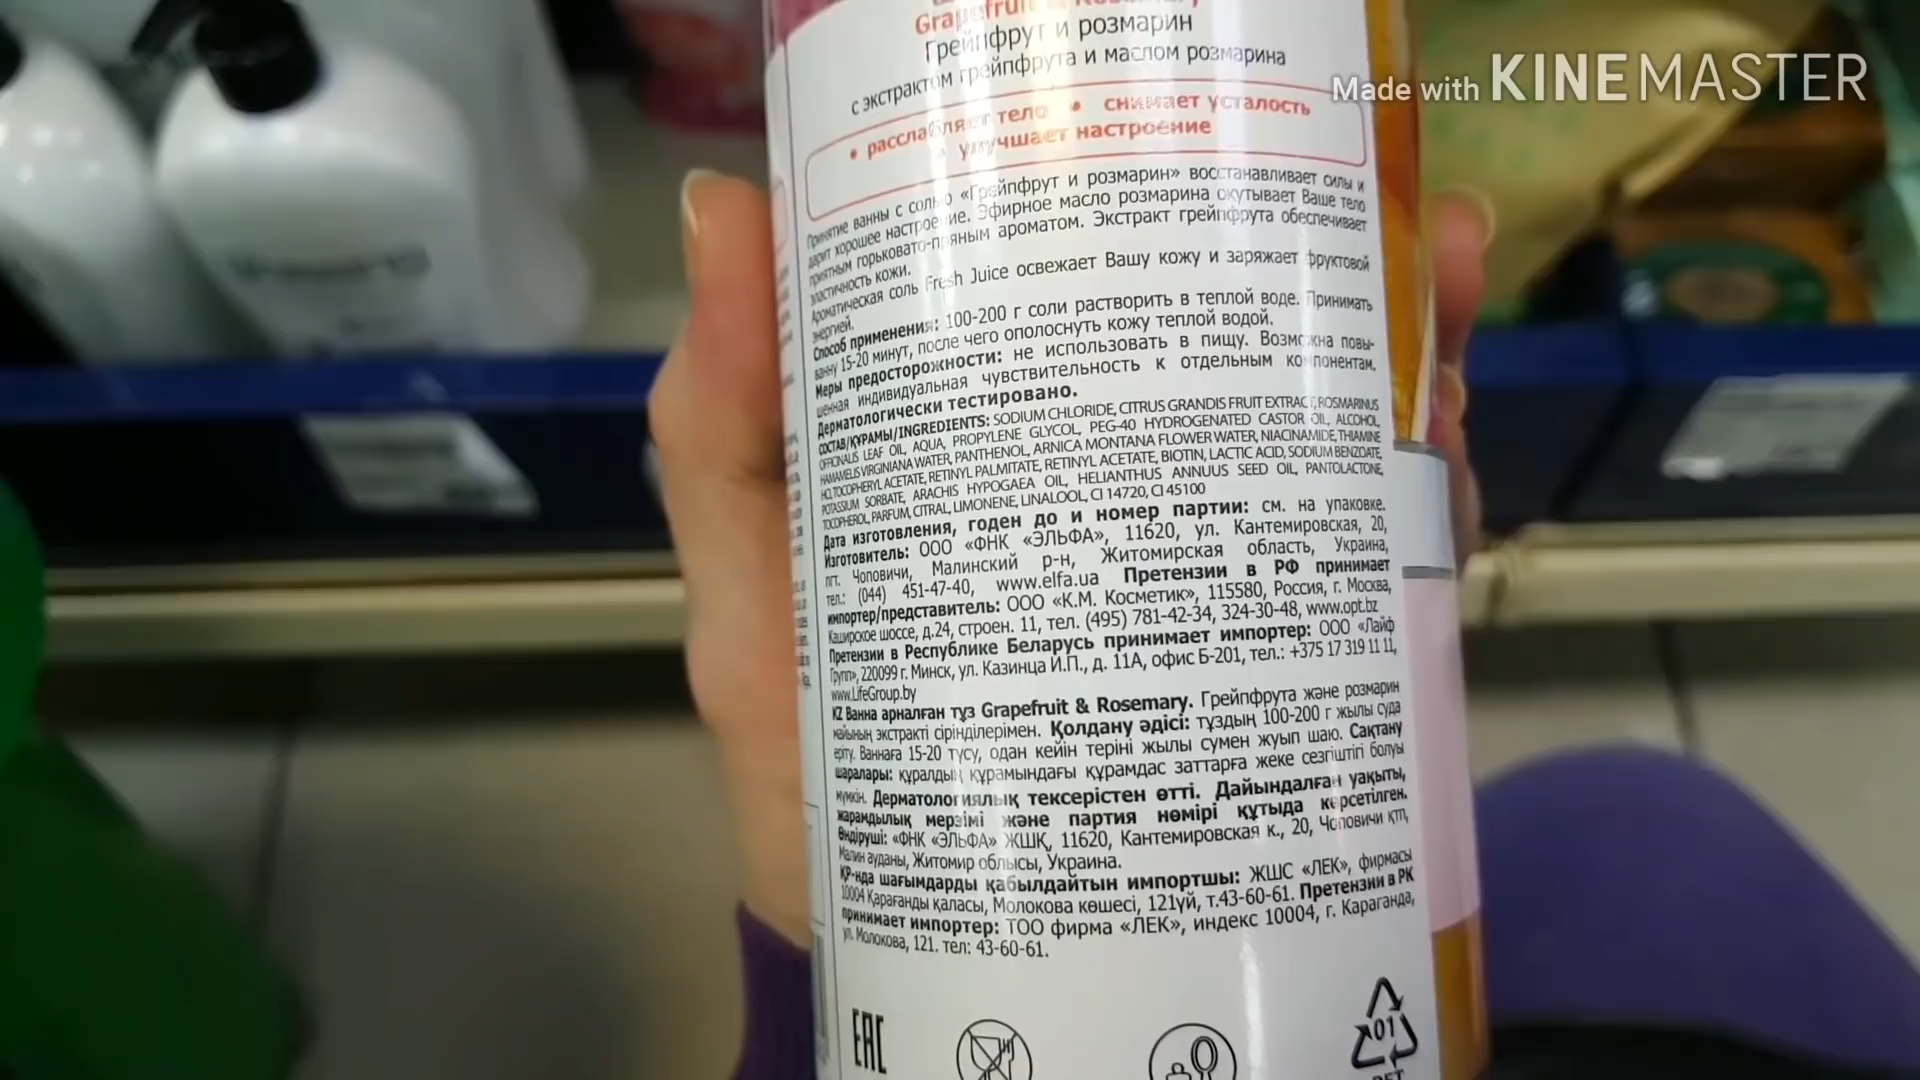 Made with KINEMASTER
Grapefruit & Rosemary
Грейпфрут и розмарин
с экстрактом грейпфрута и маслом розмарина
• расслабляет тело • снимает усталость
• улучшает настроение
Принятие ванны с солью «Грейпфрут и розмарин» восстанавливает силы и
дарит хорошее настроение. Эфирное масло розмарина окутывает Ваше тело
приятным горьковато-пряным ароматом. Экстракт грейпфрута обеспечивает
эластичность кожи.
Ароматическая соль Fresh Juice освежает Вашу кожу и заряжает фруктовой
энергией.
Способ применения: 100-200 г соли растворить в теплой воде. Принимать
ванну 15-20 минут, после чего ополоснуть кожу теплой водой.
Меры предосторожности: не использовать в пищу. Возможна повы-
шенная индивидуальная чувствительность к отдельным компонентам.
Дерматологически тестировано.
СОСТАВ/ҚҰРАМЫ/INGREDIENTS: SODIUM CHLORIDE, CITRUS GRANDIS FRUIT EXTRACT, ROSMARINUS
OFFICINALIS LEAF OIL, AQUA, PROPYLENE GLYCOL, PEG-40 HYDROGENATED CASTOR OIL, ALCOHOL,
HAMAMELIS VIRGINIANA WATER, PANTHENOL, ARNICA MONTANA FLOWER WATER, NIACINAMIDE, THIAMINE
HCl, TOCOPHERYL ACETATE, RETINYL PALMITATE, RETINYL ACETATE, BIOTIN, LACTIC ACID, SODIUM BENZOATE,
POTASSIUM SORBATE, ARACHIS HYPOGAEA OIL, HELIANTHUS ANNUUS SEED OIL, PANTOLACTONE,
TOCOPHEROL, PARFUM, CITRAL, LIMONENE, LINALOOL, CI 14720, CI 45100
Дата изготовления, годен до и номер партии: см. на упаковке.
Изготовитель: ООО «ФНК «ЭЛЬФА», 11620, ул. Кантемировская, 20,
пгт. Чоповичи, Малинский р-н, Житомирская область, Украина,
тел.: (044) 451-47-40, www.elfa.ua Претензии в РФ принимает
импортер/представитель: ООО «К.М. Косметик», 115580, Россия, г. Москва,
Каширское шоссе, д.24, строен. 11, тел. (495) 781-42-34, 324-30-48, www.opt.bz
Претензии в Республике Беларусь принимает импортер: ООО «Лайф
Групп», 220099 г. Минск, ул. Казинца И.П., д. 11А, офис Б-201, тел.: +375 17 319 11 11,
www.LifeGroup.by
KZ Ванна арналған тұз Grapefruit & Rosemary. Грейпфрута және розмарин
майының экстракті сірінділерімен. Қолдану әдісі: тұздың 100-200 г жылы суда
еріту. Ваннаға 15-20 түсу, одан кейін теріні жылы сумен жуып шаю. Сақтану
шаралары: құралдың құрамындағы құрамдас заттарға жеке сезгіштігі болуы
мүмкін. Дерматологиялық тексерістен өтті. Дайындалған уақыты,
жарамдылық мерзімі және партия нөмірі құтыда көрсетілген.
Өндіруші: «ФНК «ЭЛЬФА» ЖШҚ, 11620, Кантемировская к., 20, Чоповичи қтп,
Малин ауданы, Житомир облысы, Украина.
ҚР-нда шағымдарды қабылдайтын импортшы: ЖШС «ЛЕК», фирмасы
10004 Қарағанды қаласы, Молокова көшесі, 121үй, т.43-60-61. Претензии в РК
принимает импортер: ТОО фирма «ЛЕК», индекс 10004, г. Караганда,
ул. Молокова, 121. тел: 43-60-61.
EAC
01
PET